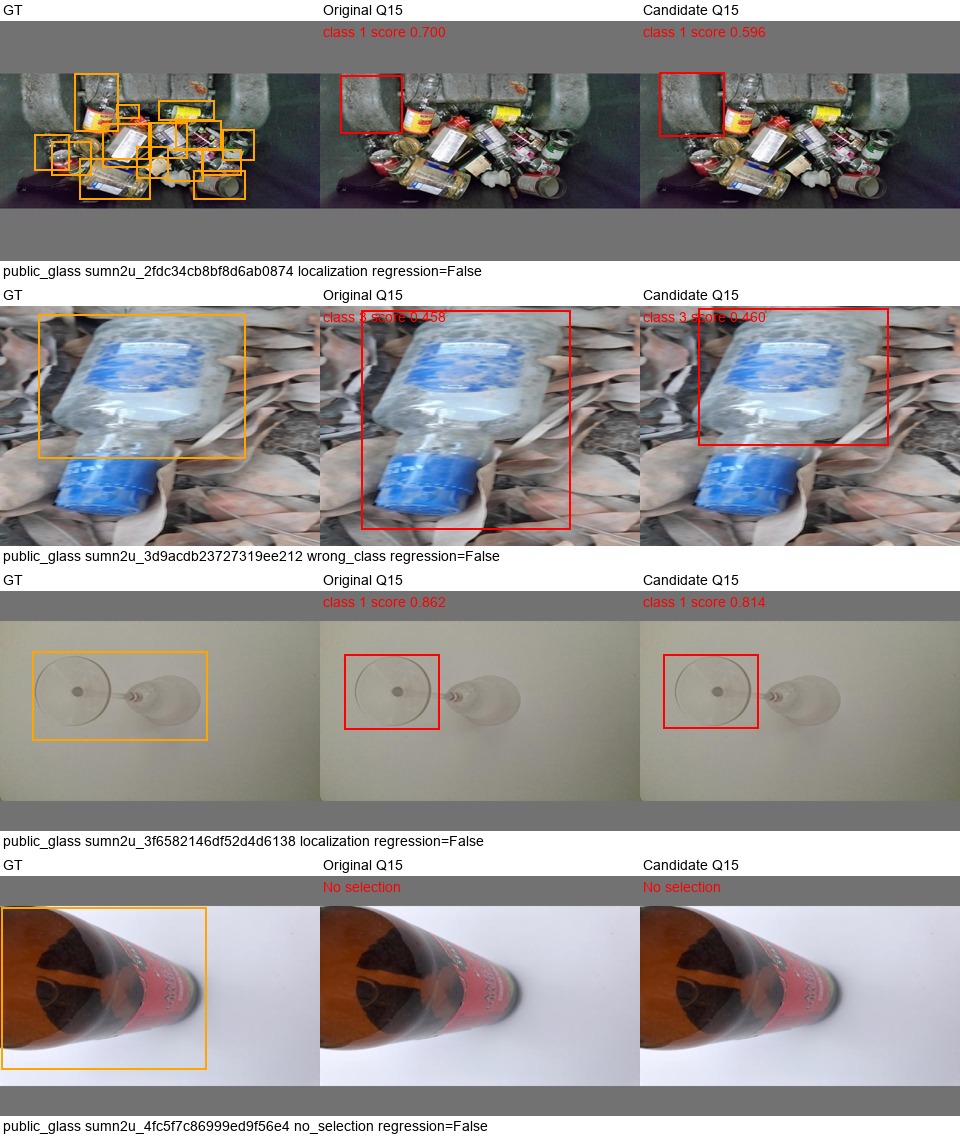 GT
Original Q15
Candidate Q15
class 1 score 0.700
class 1 score 0.596
public_glass sumn2u_2fdc34cb8bf8d6ab0874 localization regression=False
GT
Original Q15
Candidate Q15
class 3 score 0.458
class 3 score 0.460
public_glass sumn2u_3d9acdb23727319ee212 wrong_class regression=False
GT
Original Q15
Candidate Q15
class 1 score 0.862
class 1 score 0.814
public_glass sumn2u_3f6582146df52d4d6138 localization regression=False
GT
Original Q15
Candidate Q15
No selection
No selection
public_glass sumn2u_4fc5f7c86999ed9f56e4 no_selection regression=False